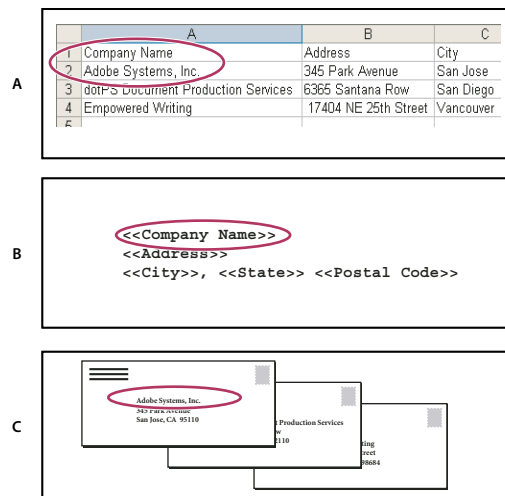 A B C
1 Company Name Address City
2 Adobe Systems, Inc. 345 Park Avenue San Jose
3 dotPS Document Production Services 6365 Santana Row San Diego
4 Empowered Writing 17404 NE 25th Street Vancouver
5
A
<<Company Name>>
<<Address>>
<<City>>, <<State>> <<Postal Code>>
B
Adobe Systems, Inc.
345 Park Avenue
San Jose, CA 95110
t Production Services
w
2110
ting
reet
98684
C